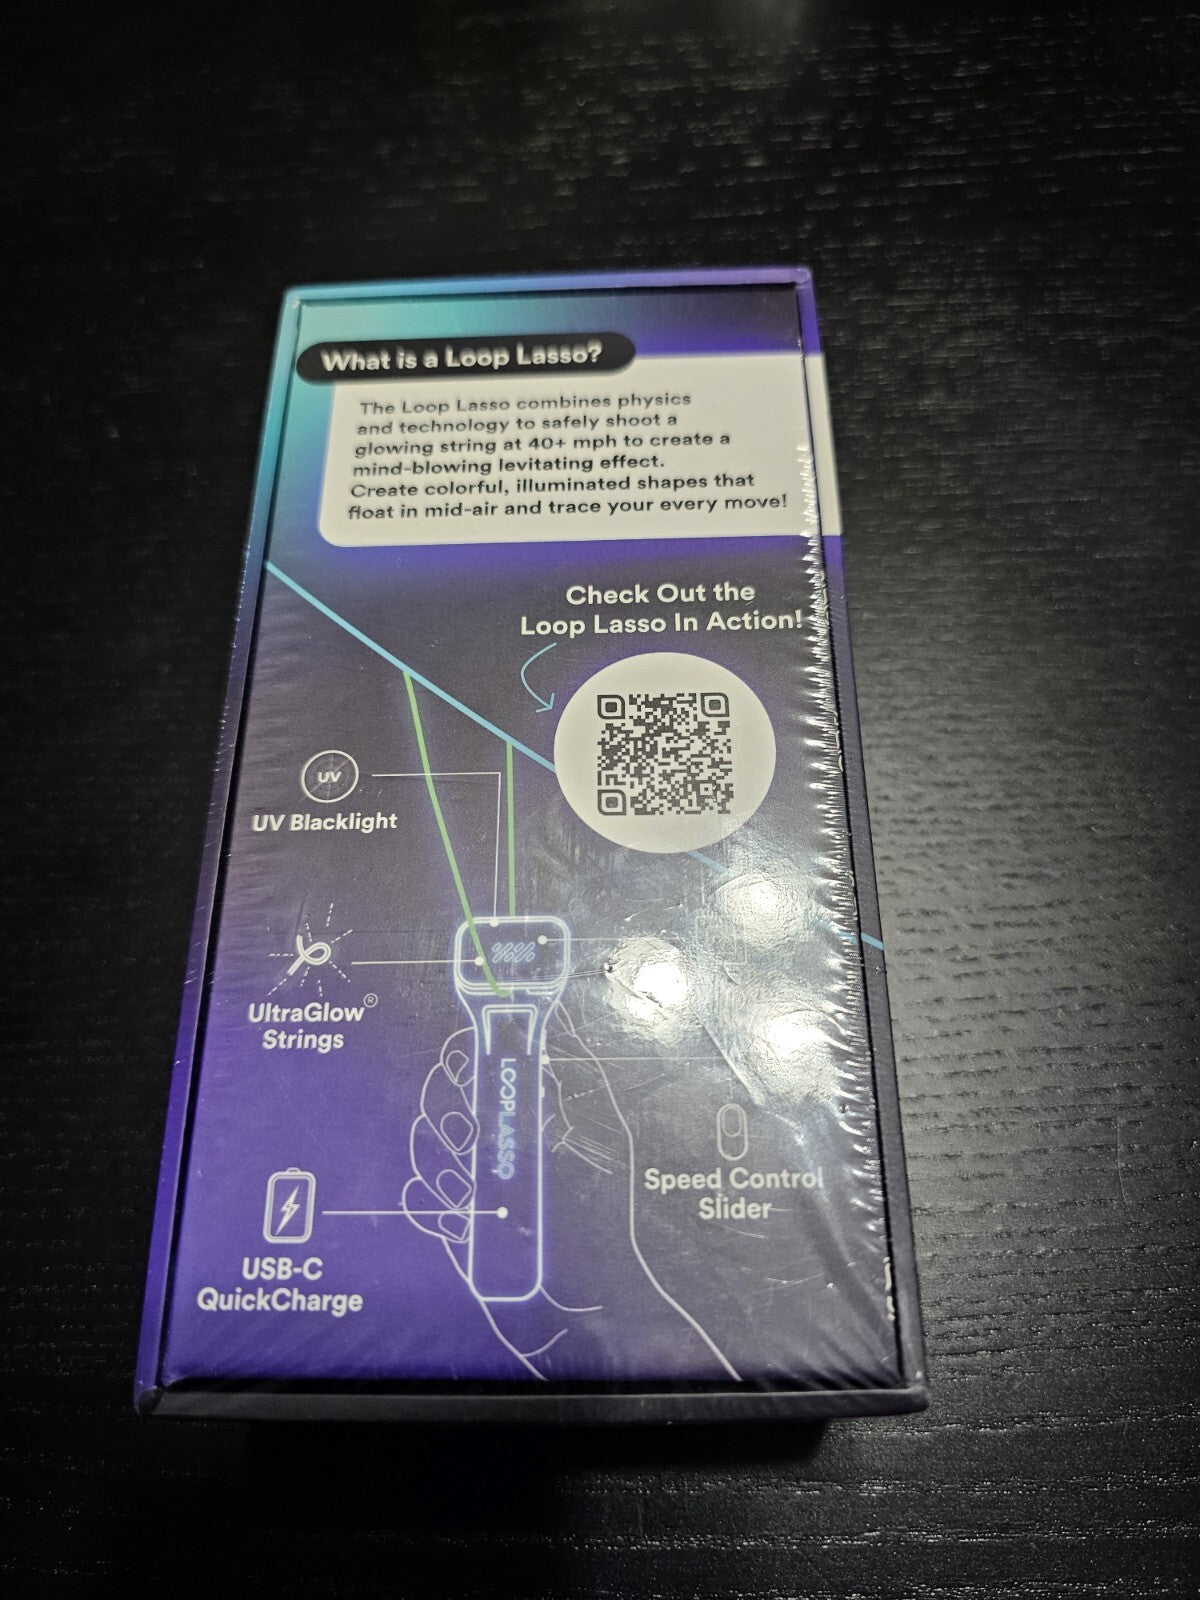 What is a Loop Lasso?
The Loop Lasso combines physics
and technology to safely shoot a
glowing string at 40+ mph to create a
mind-blowing levitating effect.
Create colorful, illuminated shapes that
float in mid-air and trace your every move!
Check Out the
Loop Lasso In Action!
UV
UV Blacklight
UltraGlow®
Strings
LOOPLASSO
Speed Control
Slider
USB-C
QuickCharge